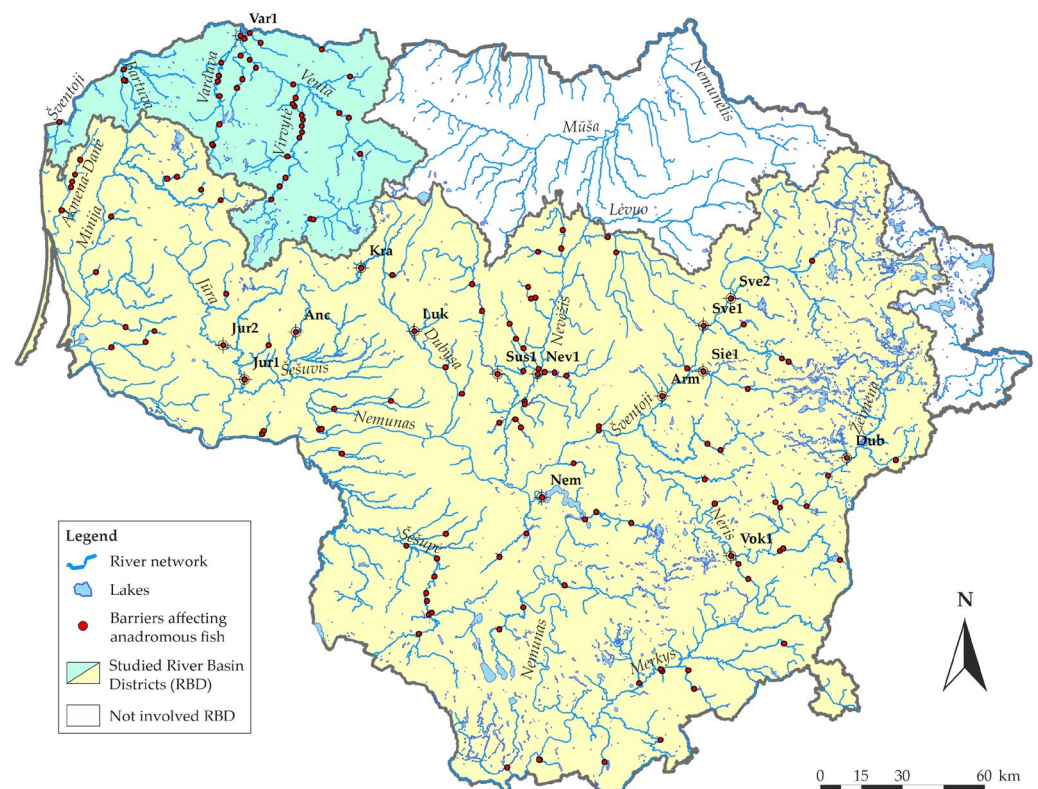 Var1
Šventoji
Bartuva
Vardava
Venta
Virvytė
Nemunėlis
Mūša
Lėvuo
Akmena-Danė
Minija
Kra
Jūra
Sve2
Sve1
Jur2
Anc
Luk
Dubysa
Nevėžis
Sus1
Nev1
Jur1
Šešuvis
Sie1
Arm
Šventoji
Žeimena
Nemunas
Dub
Nem
Neris
Vok1
Šešupė
Nemunas
Merkys
Legend
River network
Lakes
Barriers affecting
anadromous fish
Studied River Basin
Districts (RBD)
Not involved RBD
N
0 15 30 60 km